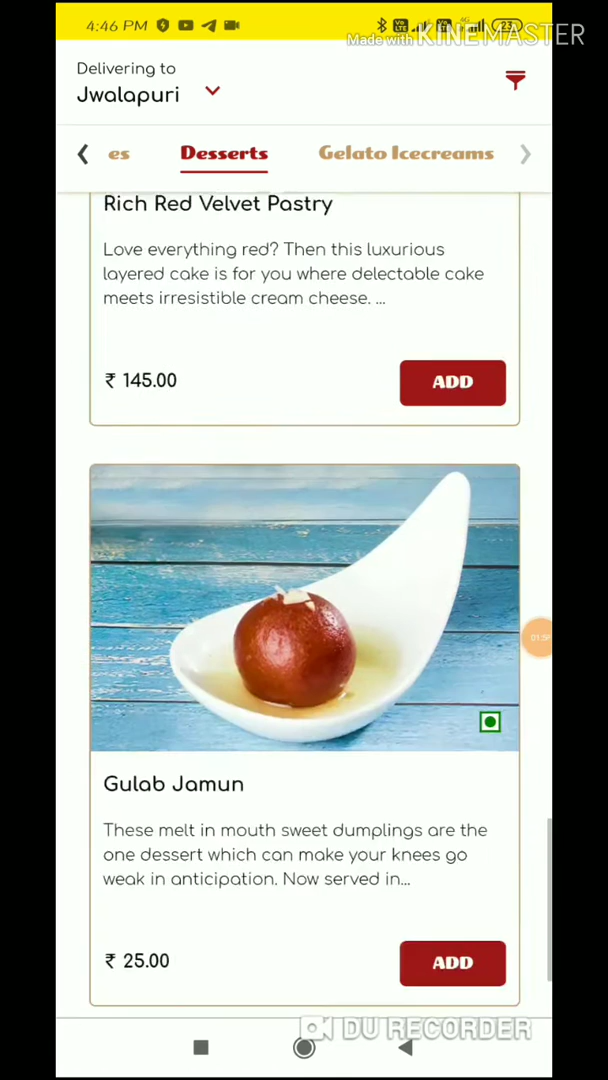 4:46 PM
23
Made with KINEMASTER
Delivering to
Jwalapuri
es
Desserts
Gelato Icecreams
Rich Red Velvet Pastry
Love everything red? Then this luxurious
layered cake is for you where delectable cake
meets irresistible cream cheese. ...
₹ 145.00
ADD
Gulab Jamun
These melt in mouth sweet dumplings are the
one dessert which can make your knees go
weak in anticipation. Now served in...
₹ 25.00
ADD
DU RECORDER